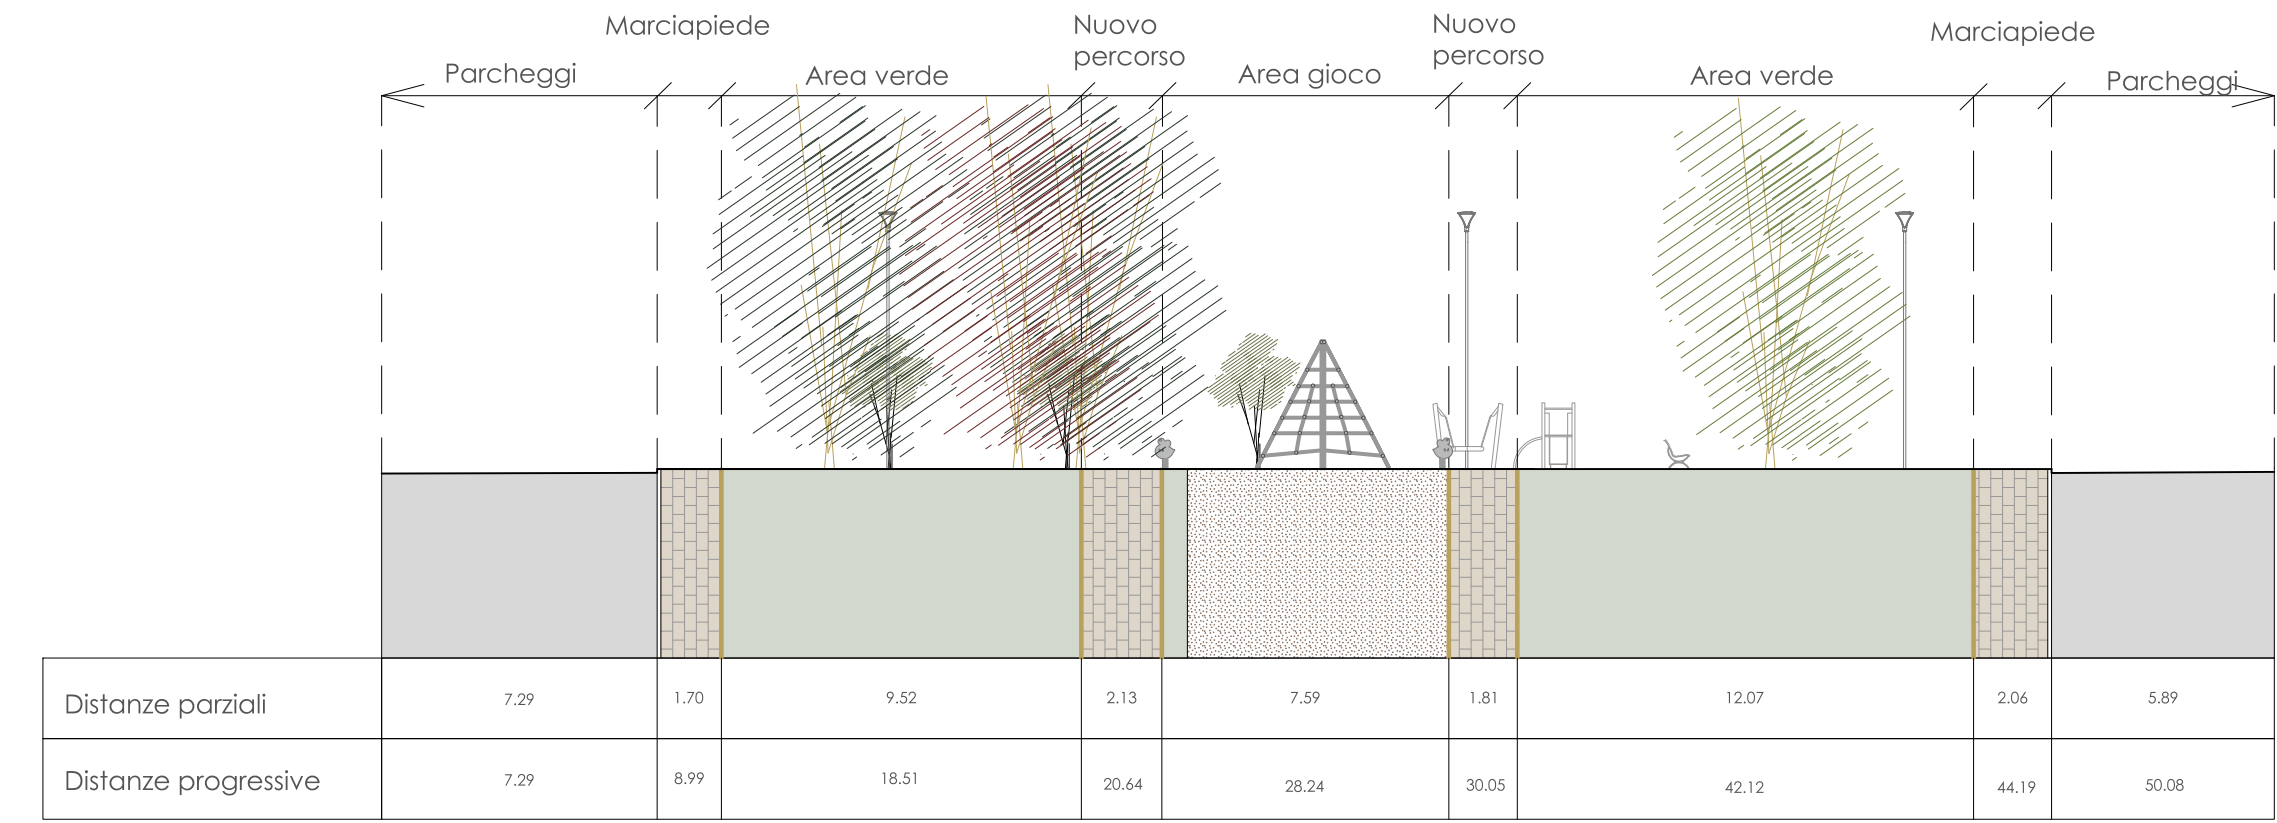 Marciapiede
Nuovo
percorso
Nuovo
percorso
Marciapiede
Parcheggi
Area verde
Area gioco
Area verde
Parcheggi
Distanze parziali 7.29 1.70 9.52 2.13 7.59 1.81 12.07 2.06 5.89
Distanze progressive 7.29 8.99 18.51 20.64 28.24 30.05 42.12 44.19 50.08